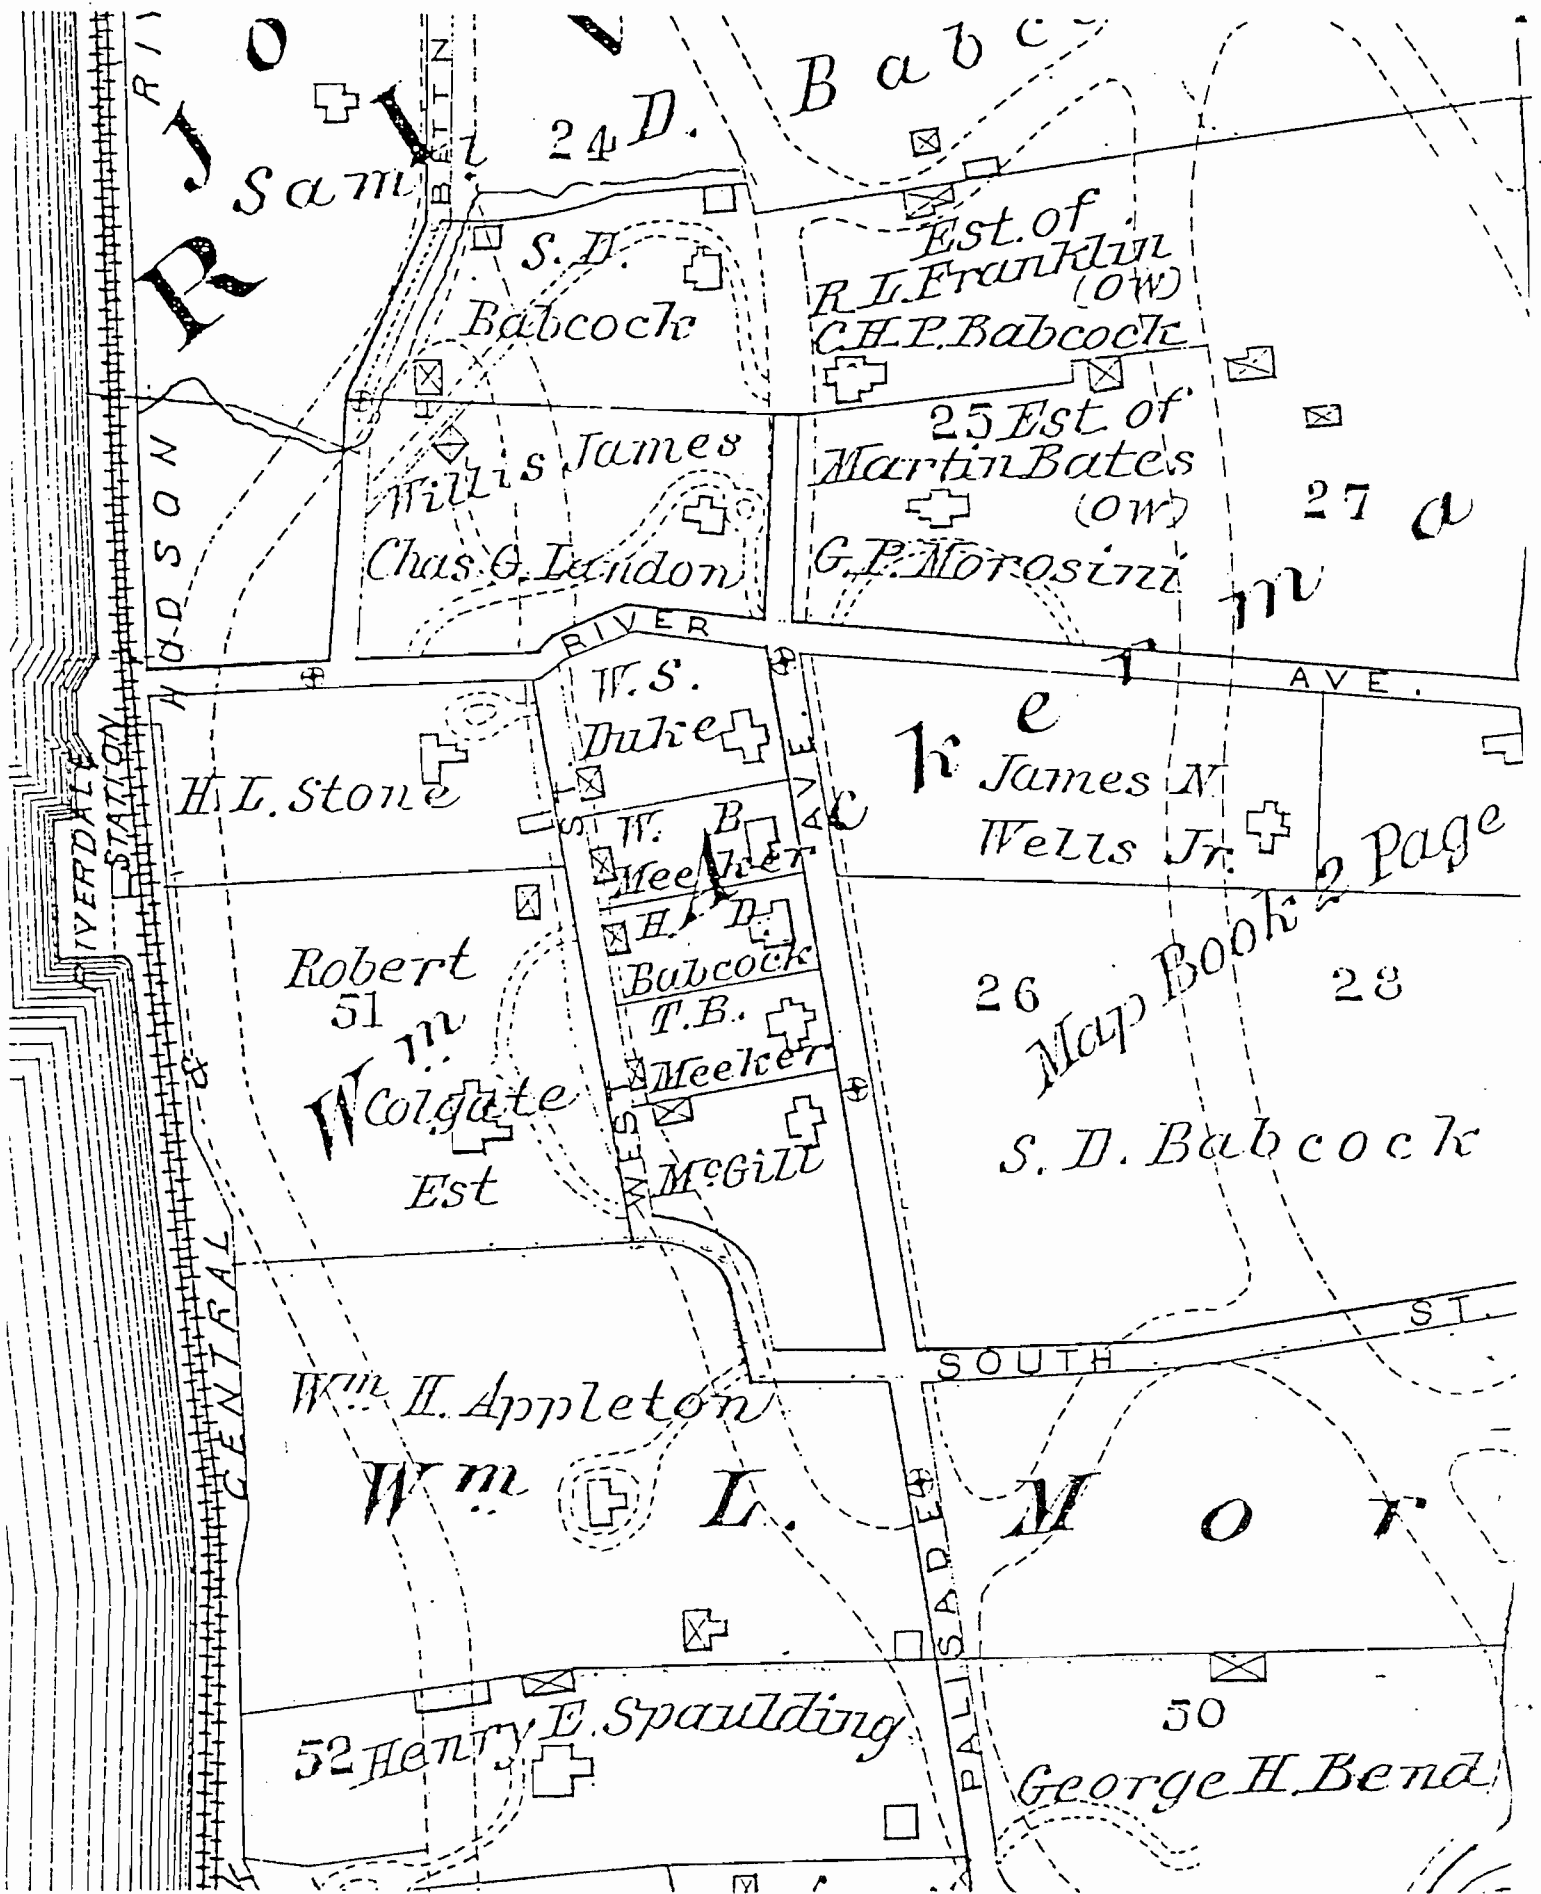 24 D.
Babc
Sam'l
S. D.
Babcock
Est. of
R L. Franklin
(OW)
C.H.P. Babcock
25 Est. of
Martin Bates
(OW)
G.P. Morosini
27
Willis James
Chas. G. Landon
RIVER
AVE.
W. S.
Duke
H. L. Stone
W. B.
Meeker
H. D.
Babcock
T. B.
Meeker
McGill
James N.
Wells Jr.
26
28
Map Book 2 Page
S. D. Babcock
Robert
51
Colgate
Est
Wm
WEST
ST
AVE.
RIVERDALE
STATION
HUDSON
RIV
&
CENTRAL
SOUTH
ST.
Wm H. Appleton
Wm L. Mor
PALISADE
52 Henry E. Spaulding
50
George H. Bend